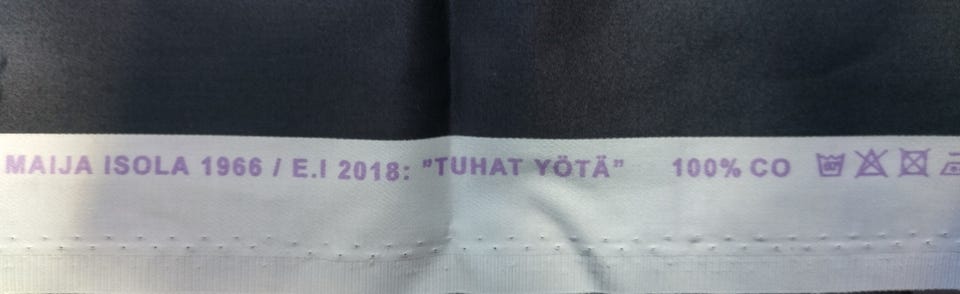 MAIJA ISOLA 1966 / E.I 2018: ”TUHAT YÖTÄ” 100% CO